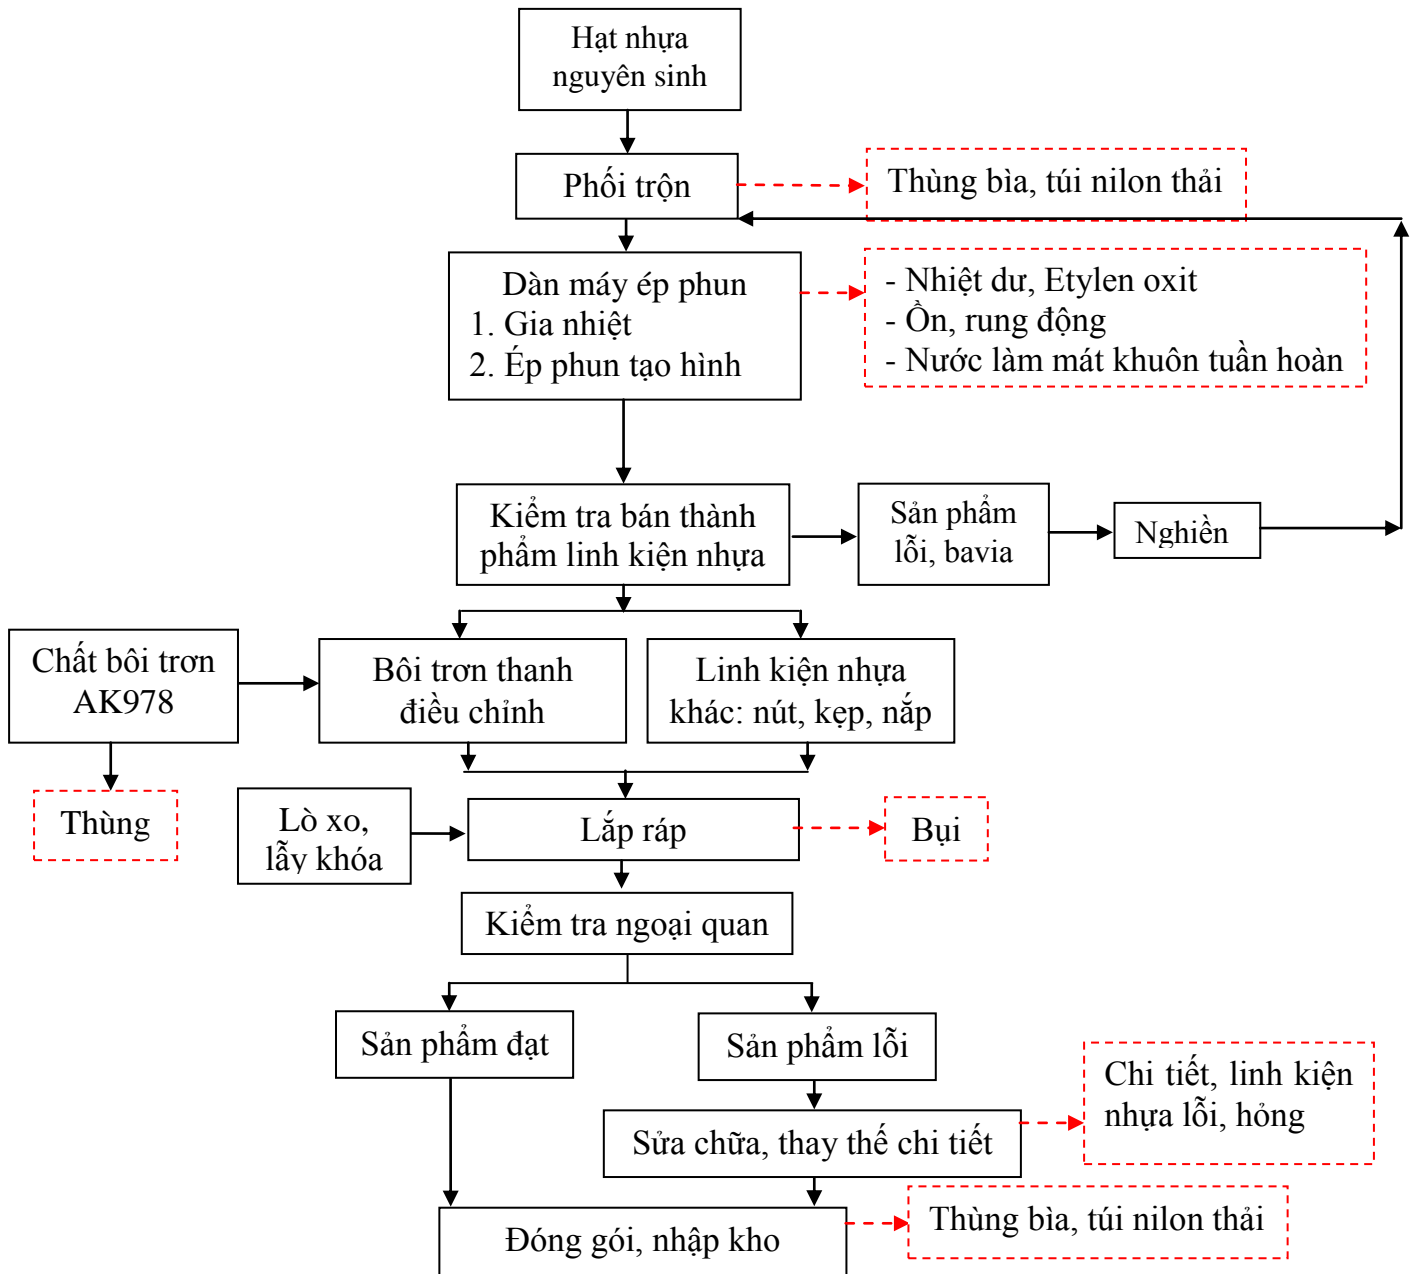 Hạt nhựa
nguyên sinh
Phối trộn
Thùng bìa, túi nilon thải
Dàn máy ép phun
1. Gia nhiệt
2. Ép phun tạo hình
- Nhiệt dư, Etylen oxit
- Ồn, rung động
- Nước làm mát khuôn tuần hoàn
Kiểm tra bán thành
phẩm linh kiện nhựa
Sản phẩm
lỗi, bavia
Nghiền
Chất bôi trơn
AK978
Bôi trơn thanh
điều chỉnh
Linh kiện nhựa
khác: nút, kẹp, nắp
Thùng
Lò xo,
lẫy khóa
Lắp ráp
Bụi
Kiểm tra ngoại quan
Sản phẩm đạt
Sản phẩm lỗi
Chi tiết, linh kiện
nhựa lỗi, hỏng
Sửa chữa, thay thế chi tiết
Thùng bìa, túi nilon thải
Đóng gói, nhập kho